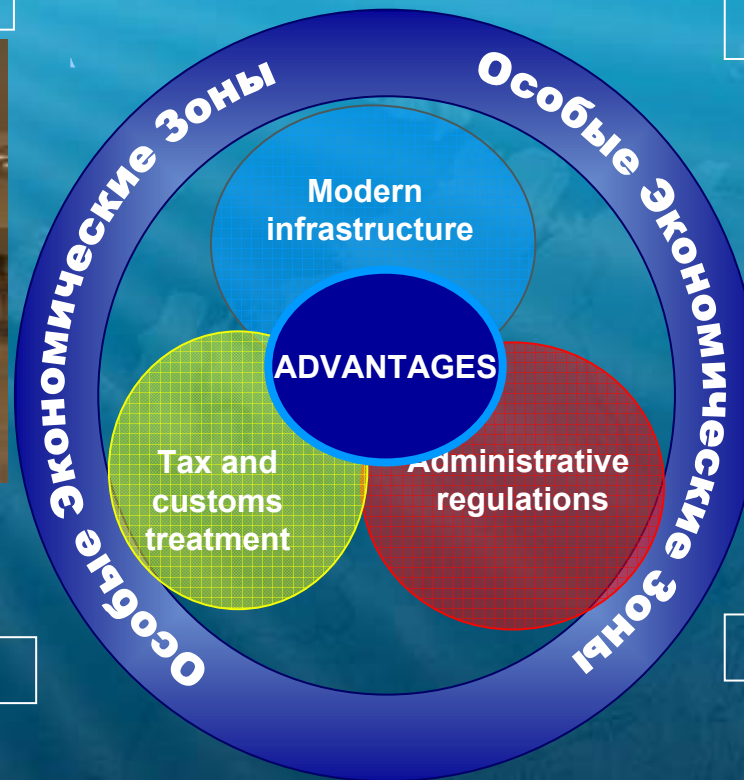 Особые Экономические Зоны
Особые Экономические Зоны
Modern
infrastructure
ADVANTAGES
Tax and
customs
treatment
Administrative
regulations